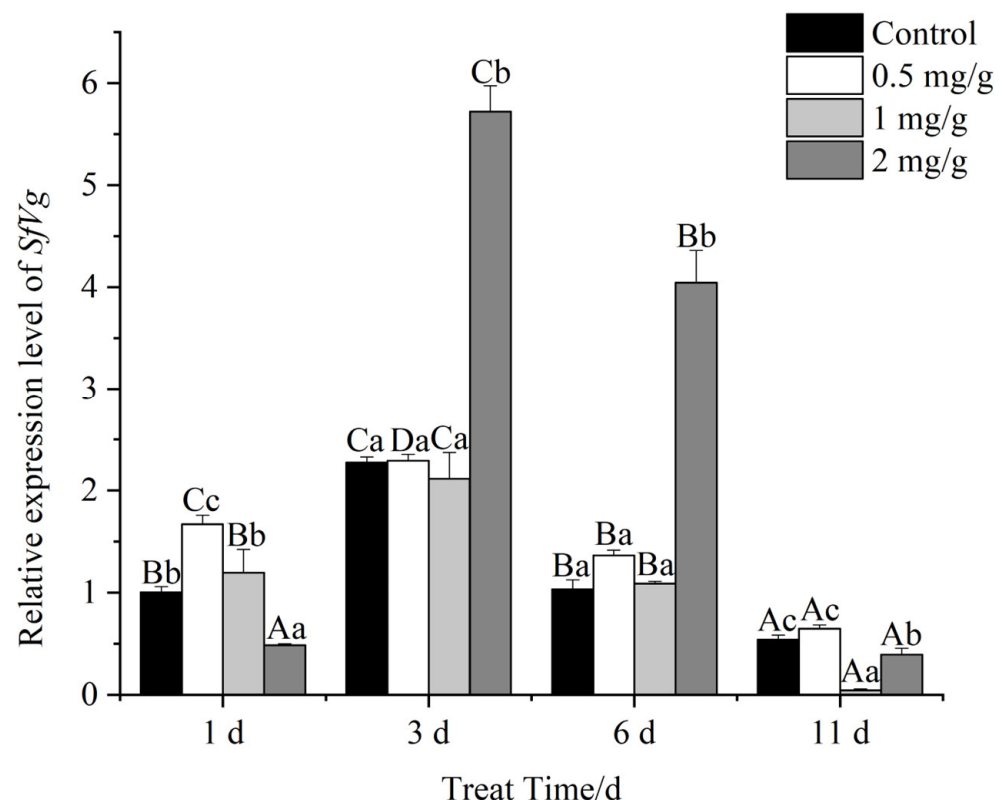 Control
0.5 mg/g
1 mg/g
2 mg/g
Relative expression level of SfVg
6
5
4
3
2
1
0
Bb Cc Bb Aa
Ca Da Ca Cb
Ba Ba Ba Bb
Ac Ac Aa Ab
1 d 3 d 6 d 11 d
Treat Time/d